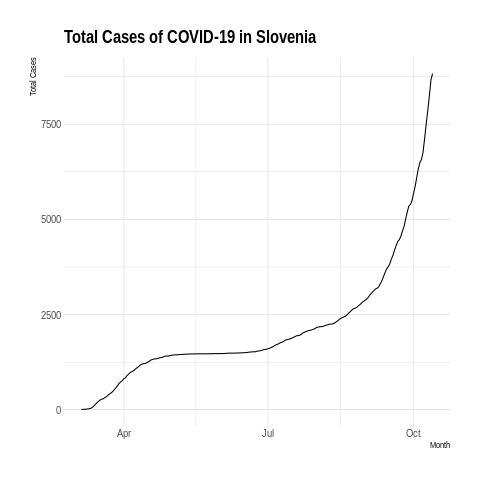 Total Cases of COVID-19 in Slovenia
Total Cases
7500
5000
2500
0
Apr Jul Oct
Month